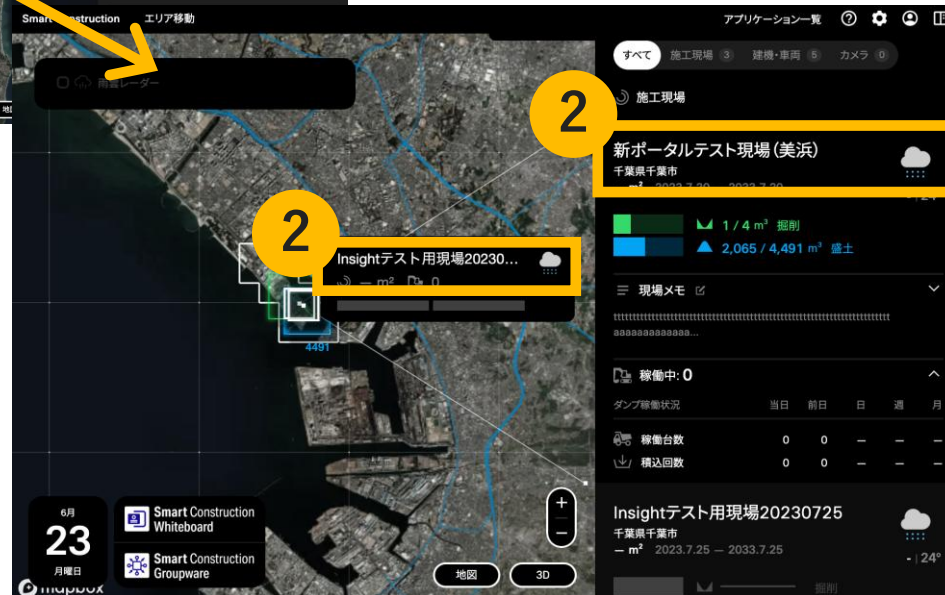 Smart Construction エリア移動 アプリケーション一覧
すべて 施工現場 3 建機・車両 5 カメラ 0
雨雲レーダー
施工現場
2
新ポータルテスト現場（美浜）
千葉県千葉市
— m² 2023.7.20 — 2033.7.20
1 / 4 m³ 掘削
2,065 / 4,491 m³ 盛土
2
Insightテスト用現場20230...
— m² 0
4491
現場メモ
aaaaaaaaaaaaa...
稼働中: 0
ダンプ稼働状況 当日 前日 日 週 月
稼働台数 0 0 – – –
積込回数 0 0 – – –
Insightテスト用現場20230725
千葉県千葉市
— m² 2023.7.25 — 2033.7.25
- | 24°
掘削
6月
23
月曜日
Smart Construction
Whiteboard
Smart Construction
Groupware
+
−
地図
3D
mapbox